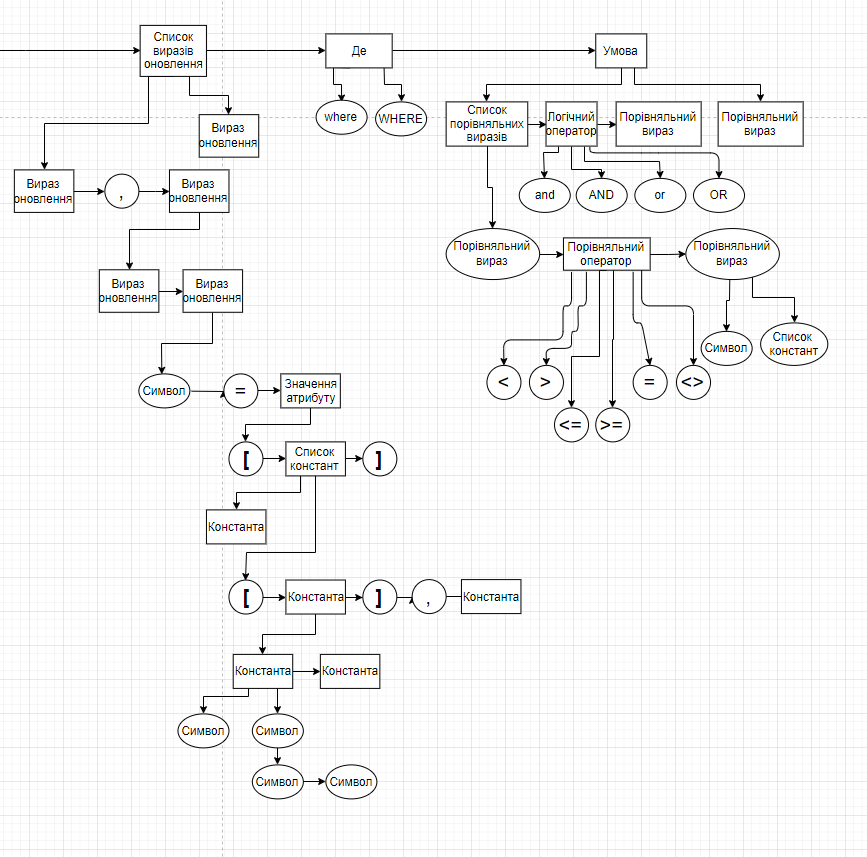 Список
виразів
оновлення
Де
Умова
where
WHERE
Вираз
оновлення
Список
порівняльних
виразів
Логічний
оператор
Порівняльний
вираз
Порівняльний
вираз
Вираз
оновлення
,
Вираз
оновлення
and
AND
or
OR
Порівняльний
вираз
Порівняльний
оператор
Порівняльний
вираз
Вираз
оновлення
Вираз
оновлення
Символ
Список
констант
<
>
=
<>
<=
>=
Символ
=
Значення
атрибуту
[
Список
констант
]
Константа
[
Константа
]
,
Константа
Константа
Константа
Символ
Символ
Символ
Символ